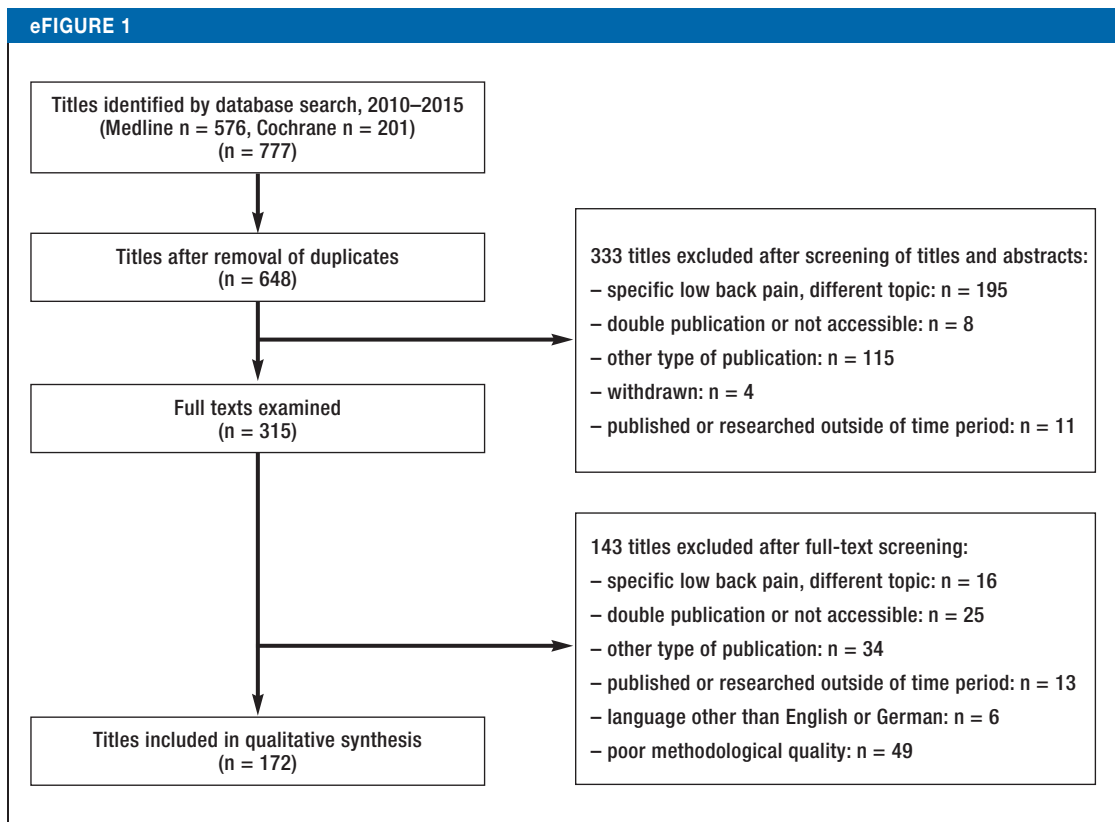 eFIGURE 1
Titles identified by database search, 2010–2015
(Medline n = 576, Cochrane n = 201)
(n = 777)
Titles after removal of duplicates
(n = 648)
333 titles excluded after screening of titles and abstracts:
– specific low back pain, different topic: n = 195
– double publication or not accessible: n = 8
– other type of publication: n = 115
– withdrawn: n = 4
– published or researched outside of time period: n = 11
Full texts examined
(n = 315)
143 titles excluded after full-text screening:
– specific low back pain, different topic: n = 16
– double publication or not accessible: n = 25
– other type of publication: n = 34
– published or researched outside of time period: n = 13
– language other than English or German: n = 6
– poor methodological quality: n = 49
Titles included in qualitative synthesis
(n = 172)